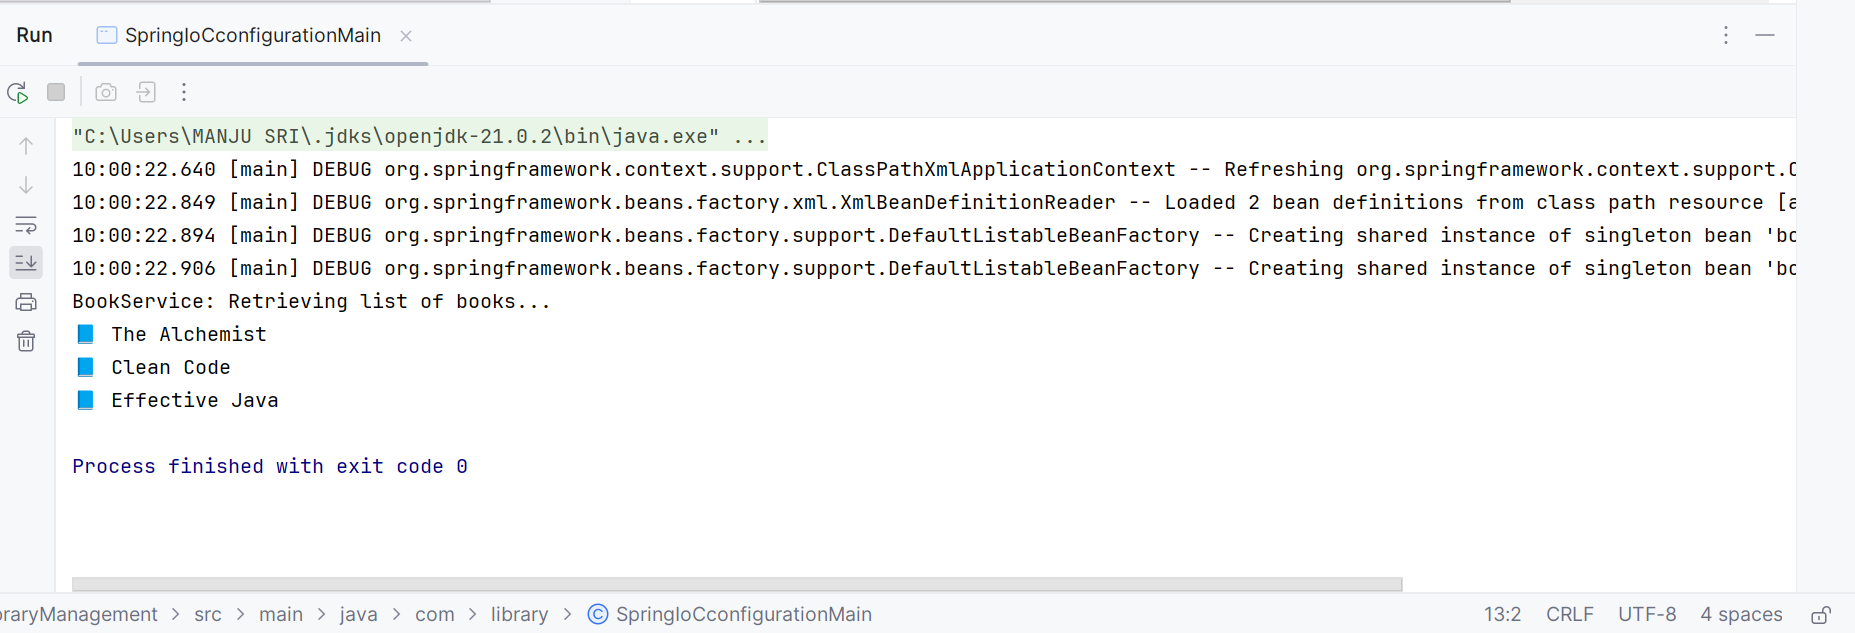 Run SpringIoCconfigurationMain
"C:\Users\MANJU SRI\.jdks\openjdk-21.0.2\bin\java.exe" ...
10:00:22.640 [main] DEBUG org.springframework.context.support.ClassPathXmlApplicationContext -- Refreshing org.springframework.context.support.
10:00:22.849 [main] DEBUG org.springframework.beans.factory.xml.XmlBeanDefinitionReader -- Loaded 2 bean definitions from class path resource [a
10:00:22.894 [main] DEBUG org.springframework.beans.factory.support.DefaultListableBeanFactory -- Creating shared instance of singleton bean 'bo
10:00:22.906 [main] DEBUG org.springframework.beans.factory.support.DefaultListableBeanFactory -- Creating shared instance of singleton bean 'bo
BookService: Retrieving list of books...
📘 The Alchemist
📘 Clean Code
📘 Effective Java
Process finished with exit code 0
raryManagement > src > main > java > com > library > SpringIoCconfigurationMain 13:2 CRLF UTF-8 4 spaces